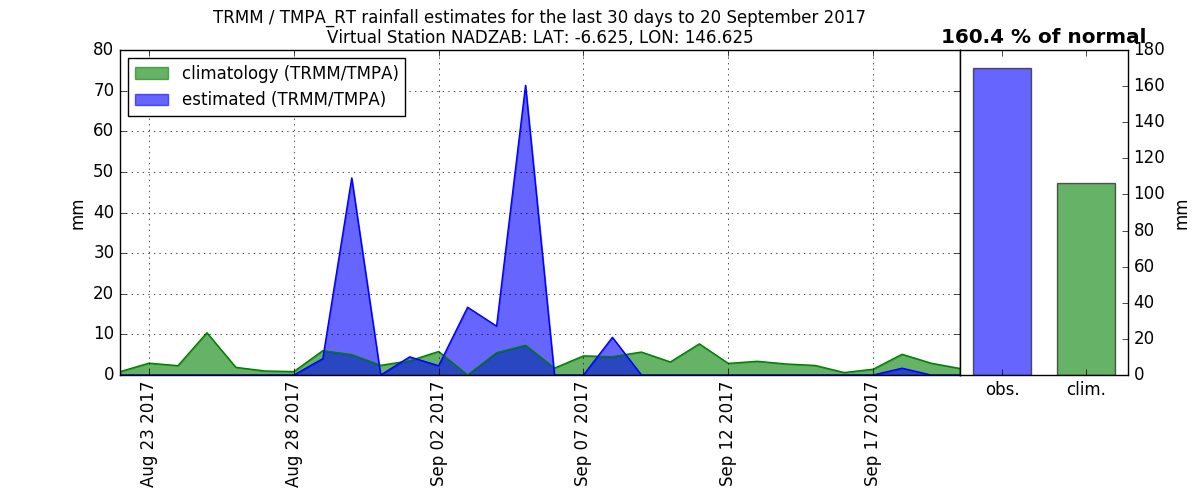 TRMM / TMPA_RT rainfall estimates for the last 30 days to 20 September 2017
Virtual Station NADZAB: LAT: -6.625, LON: 146.625
160.4 % of normal
climatology (TRMM/TMPA)
estimated (TRMM/TMPA)
mm
80
70
60
50
40
30
20
10
0
Aug 23 2017
Aug 28 2017
Sep 02 2017
Sep 07 2017
Sep 12 2017
Sep 17 2017
180
160
140
120
100
80
60
40
20
0
mm
obs.
clim.